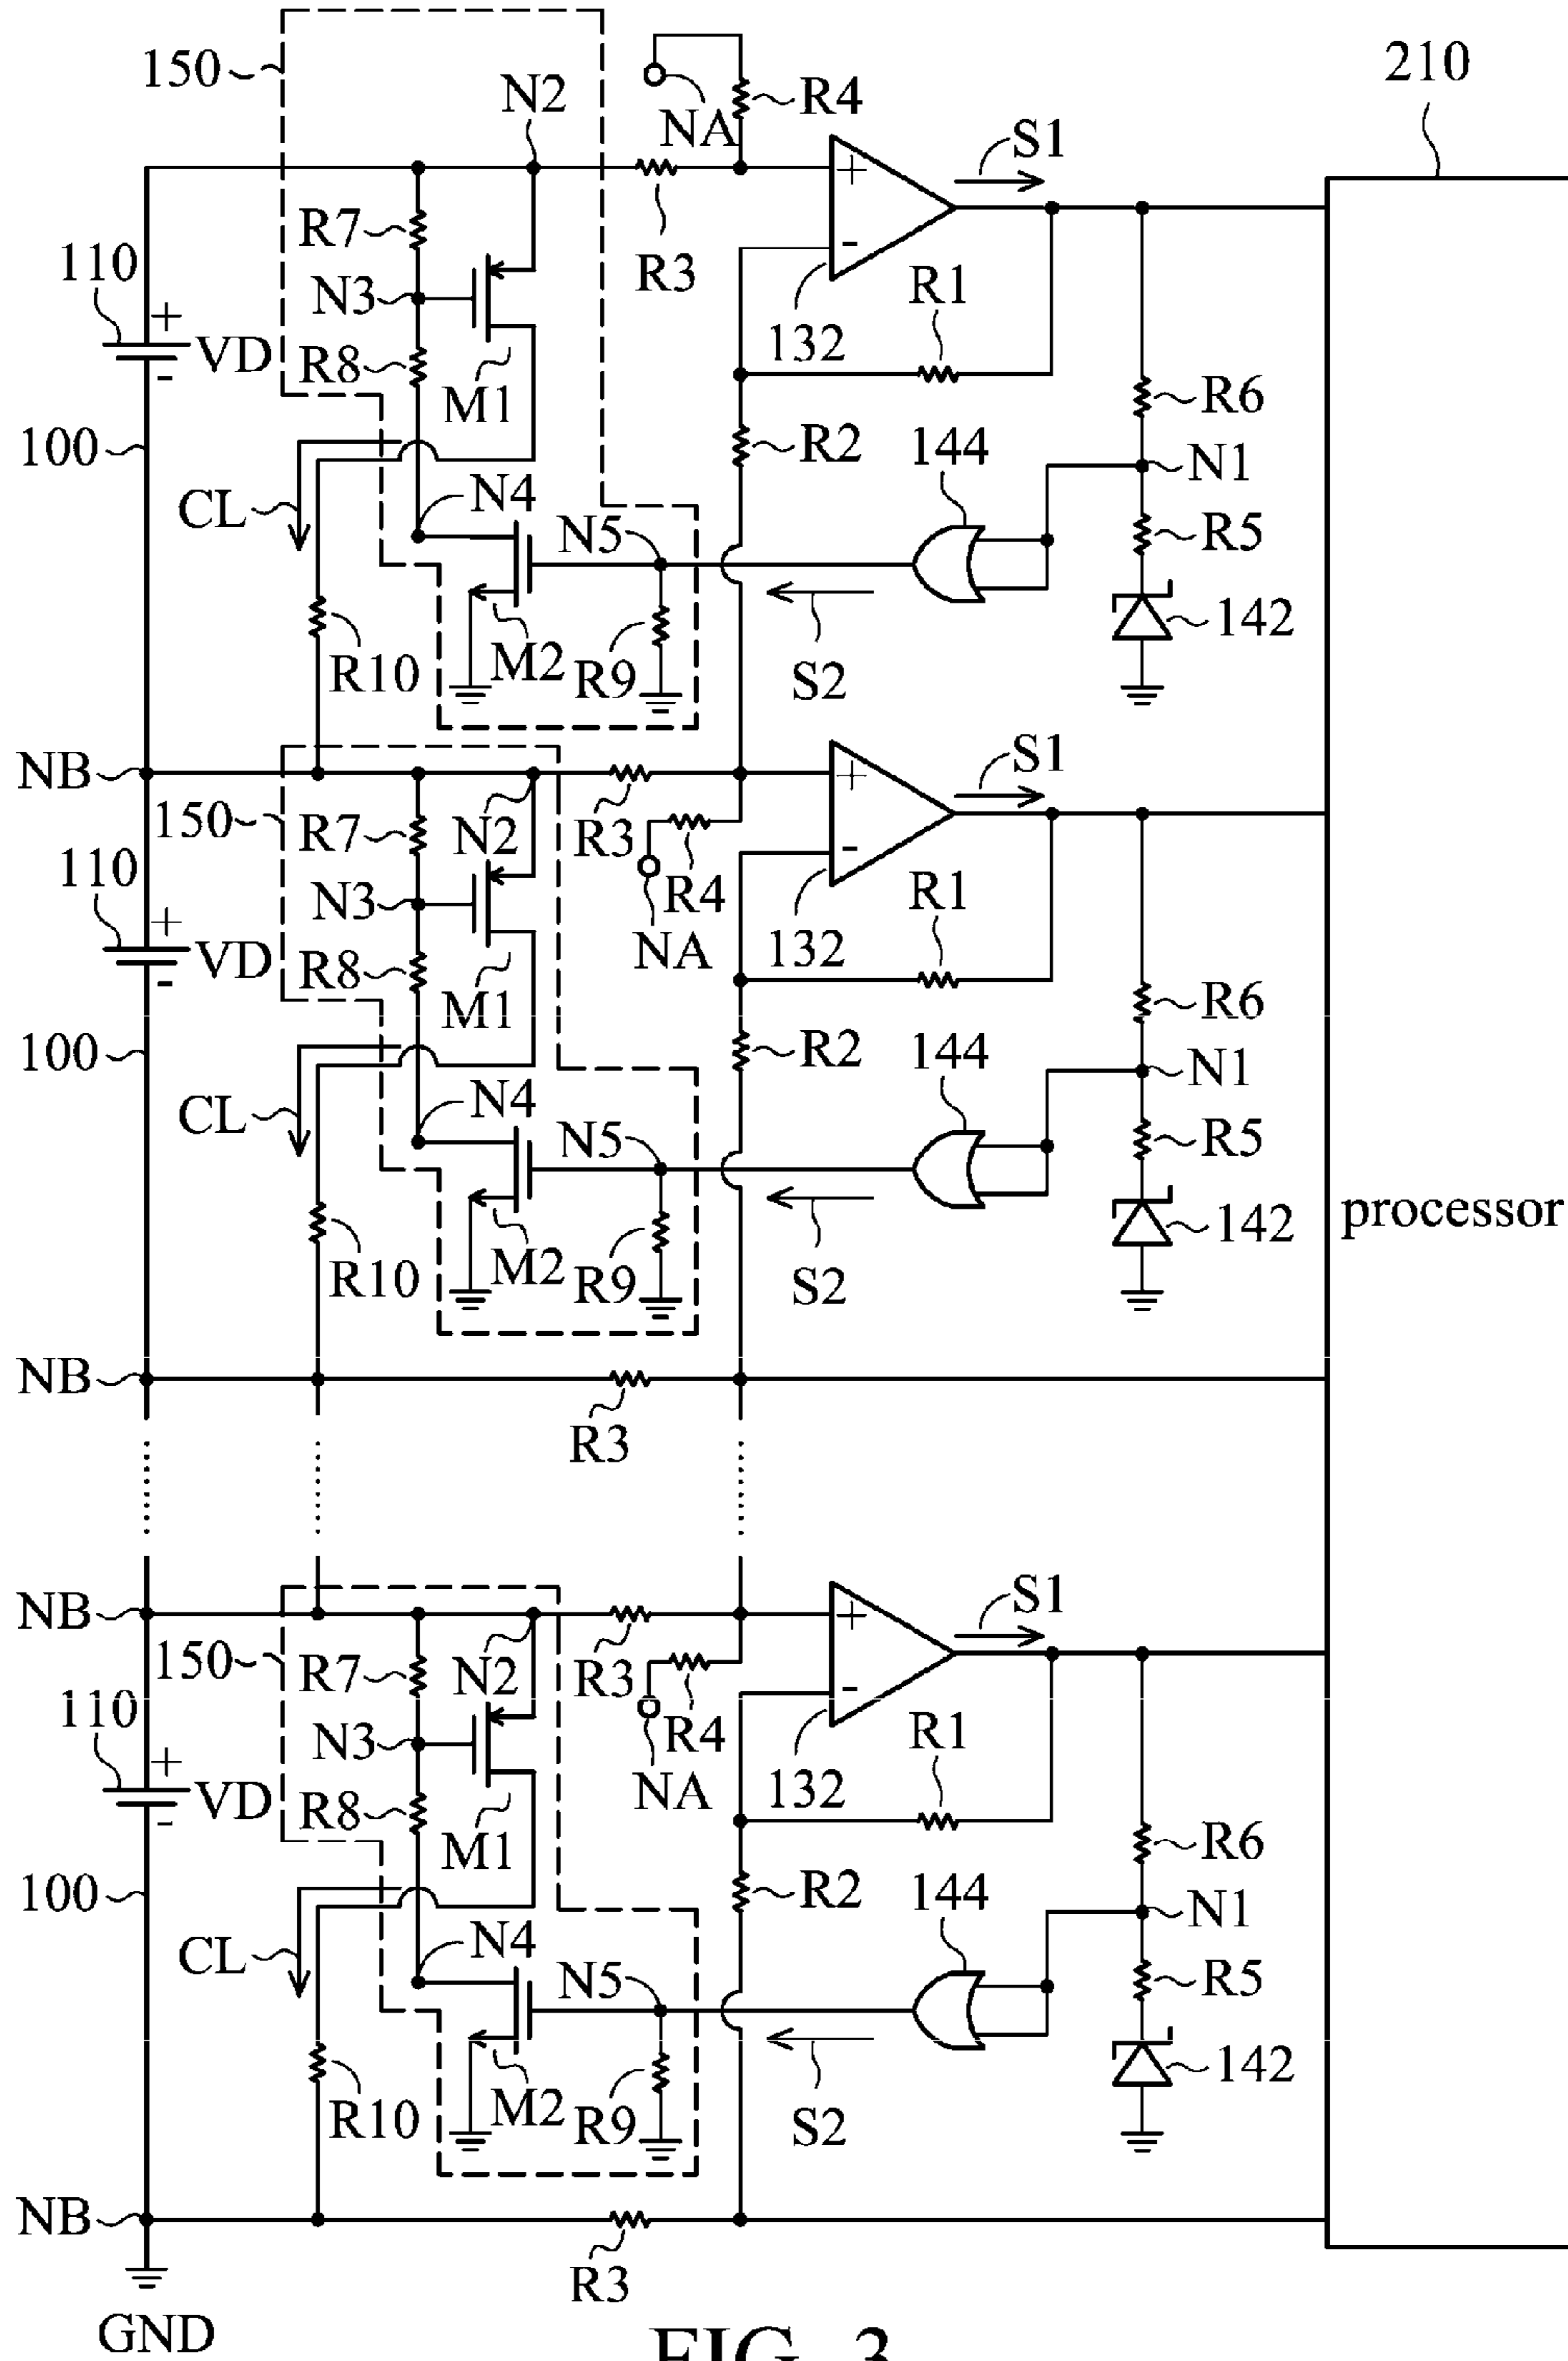 150
N2
NA
R4
S1
210
R7
R3
110
+
VD
-
N3
R8
M1
+
-
132
R1
R6
100
R2
144
N1
CL
N4
N5
R5
142
R10
M2
R9
S2
NB
150
R7
N2
R3
R4
NA
S1
110
+
VD
-
N3
R8
M1
+
-
132
R1
R6
100
R2
144
N1
CL
N4
N5
R5
142
R10
M2
R9
S2
processor
NB
R3
NB
150
R7
N2
R3
R4
NA
S1
110
+
VD
-
N3
R8
M1
+
-
132
R1
R6
100
R2
144
N1
CL
N4
N5
R5
142
R10
M2
R9
S2
NB
R3
GND
FIG. 3